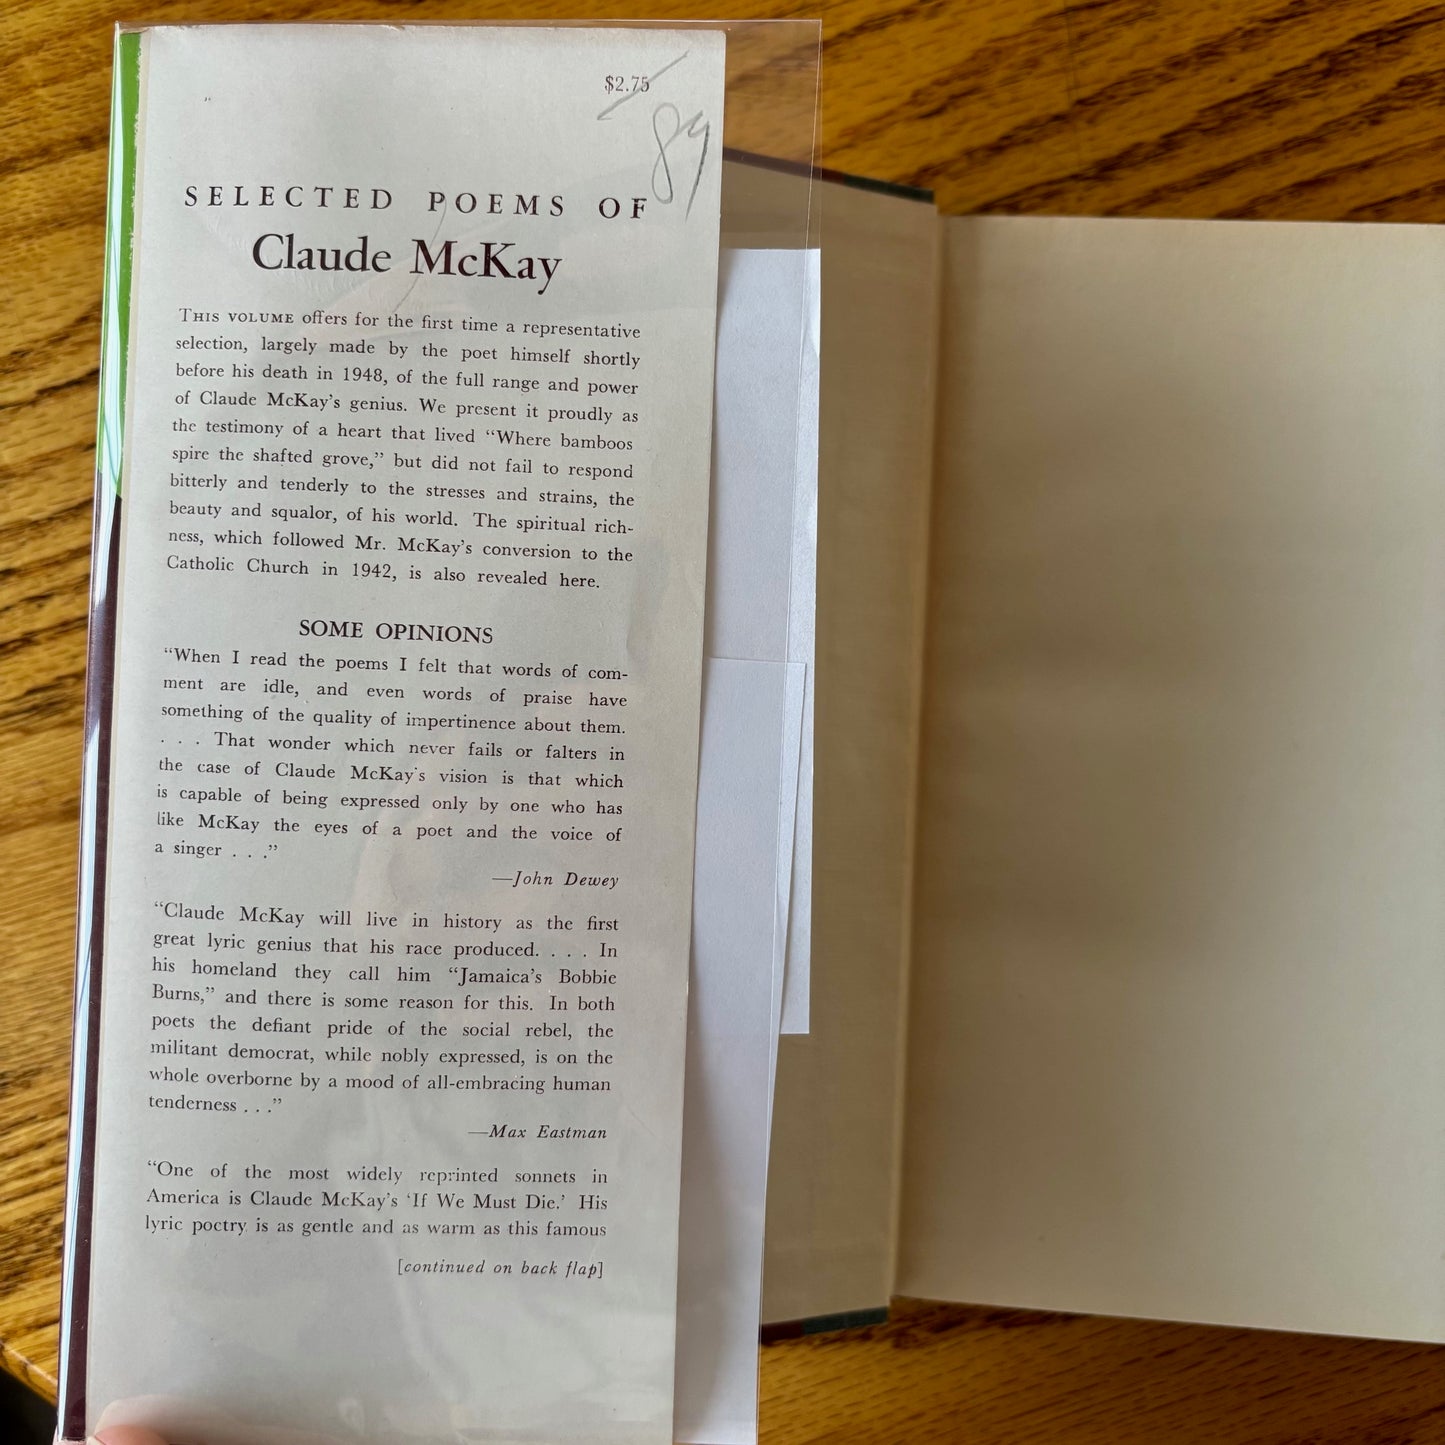 $2.75
89
SELECTED POEMS OF
Claude McKay
THIS VOLUME offers for the first time a representative
selection, largely made by the poet himself shortly
before his death in 1948, of the full range and power
of Claude McKay's genius. We present it proudly as
the testimony of a heart that lived “Where bamboos
spire the shafted grove,” but did not fail to respond
bitterly and tenderly to the stresses and strains, the
beauty and squalor, of his world. The spiritual rich-
ness, which followed Mr. McKay's conversion to the
Catholic Church in 1942, is also revealed here.
SOME OPINIONS
“When I read the poems I felt that words of com-
ment are idle, and even words of praise have
something of the quality of impertinence about them.
. . . That wonder which never fails or falters in
the case of Claude McKay's vision is that which
is capable of being expressed only by one who has
like McKay the eyes of a poet and the voice of
a singer . . .”
—John Dewey
“Claude McKay will live in history as the first
great lyric genius that his race produced. . . . In
his homeland they call him “Jamaica's Bobbie
Burns,” and there is some reason for this. In both
poets the defiant pride of the social rebel, the
militant democrat, while nobly expressed, is on the
whole overborne by a mood of all-embracing human
tenderness . . .”
—Max Eastman
“One of the most widely reprinted sonnets in
America is Claude McKay's ‘If We Must Die.’ His
lyric poetry is as gentle and as warm as this famous
[continued on back flap]